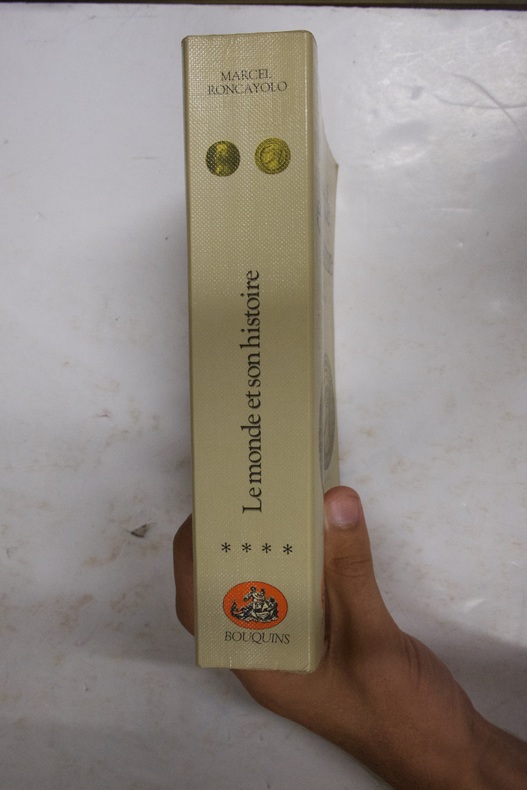 MARCEL
RONCAYOLO
Le monde et son histoire
* * * *
BOUQUINS